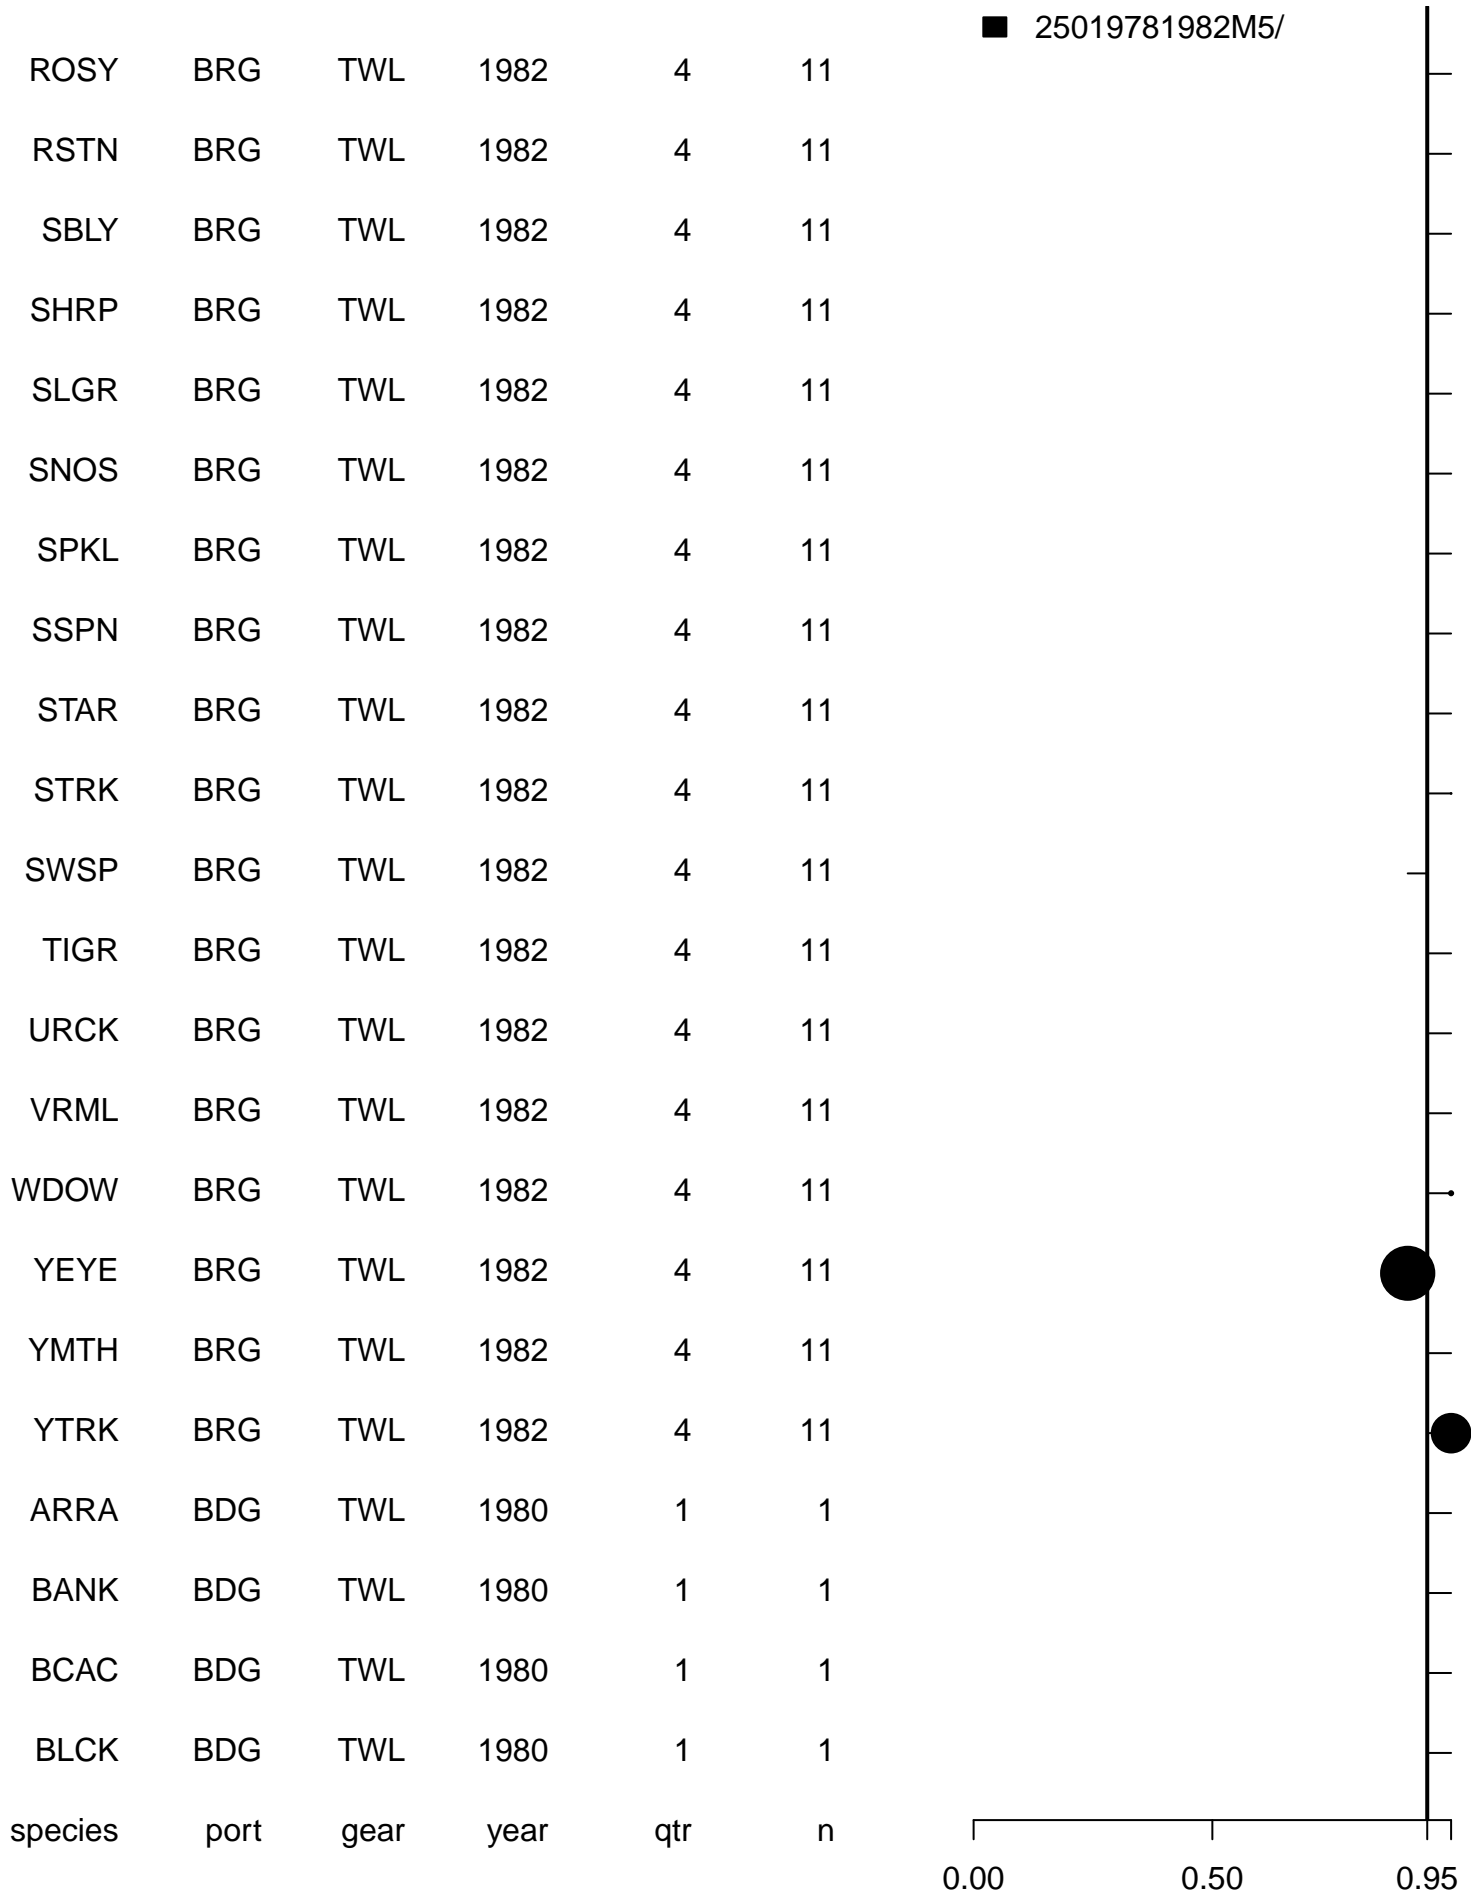 25019781982M5/
ROSY BRG TWL 1982 4 11
RSTN BRG TWL 1982 4 11
SBLY BRG TWL 1982 4 11
SHRP BRG TWL 1982 4 11
SLGR BRG TWL 1982 4 11
SNOS BRG TWL 1982 4 11
SPKL BRG TWL 1982 4 11
SSPN BRG TWL 1982 4 11
STAR BRG TWL 1982 4 11
STRK BRG TWL 1982 4 11
SWSP BRG TWL 1982 4 11
TIGR BRG TWL 1982 4 11
URCK BRG TWL 1982 4 11
VRML BRG TWL 1982 4 11
WDOW BRG TWL 1982 4 11
YEYE BRG TWL 1982 4 11
YMTH BRG TWL 1982 4 11
YTRK BRG TWL 1982 4 11
ARRA BDG TWL 1980 1 1
BANK BDG TWL 1980 1 1
BCAC BDG TWL 1980 1 1
BLCK BDG TWL 1980 1 1
species port gear year qtr n
0.00 0.50 0.95